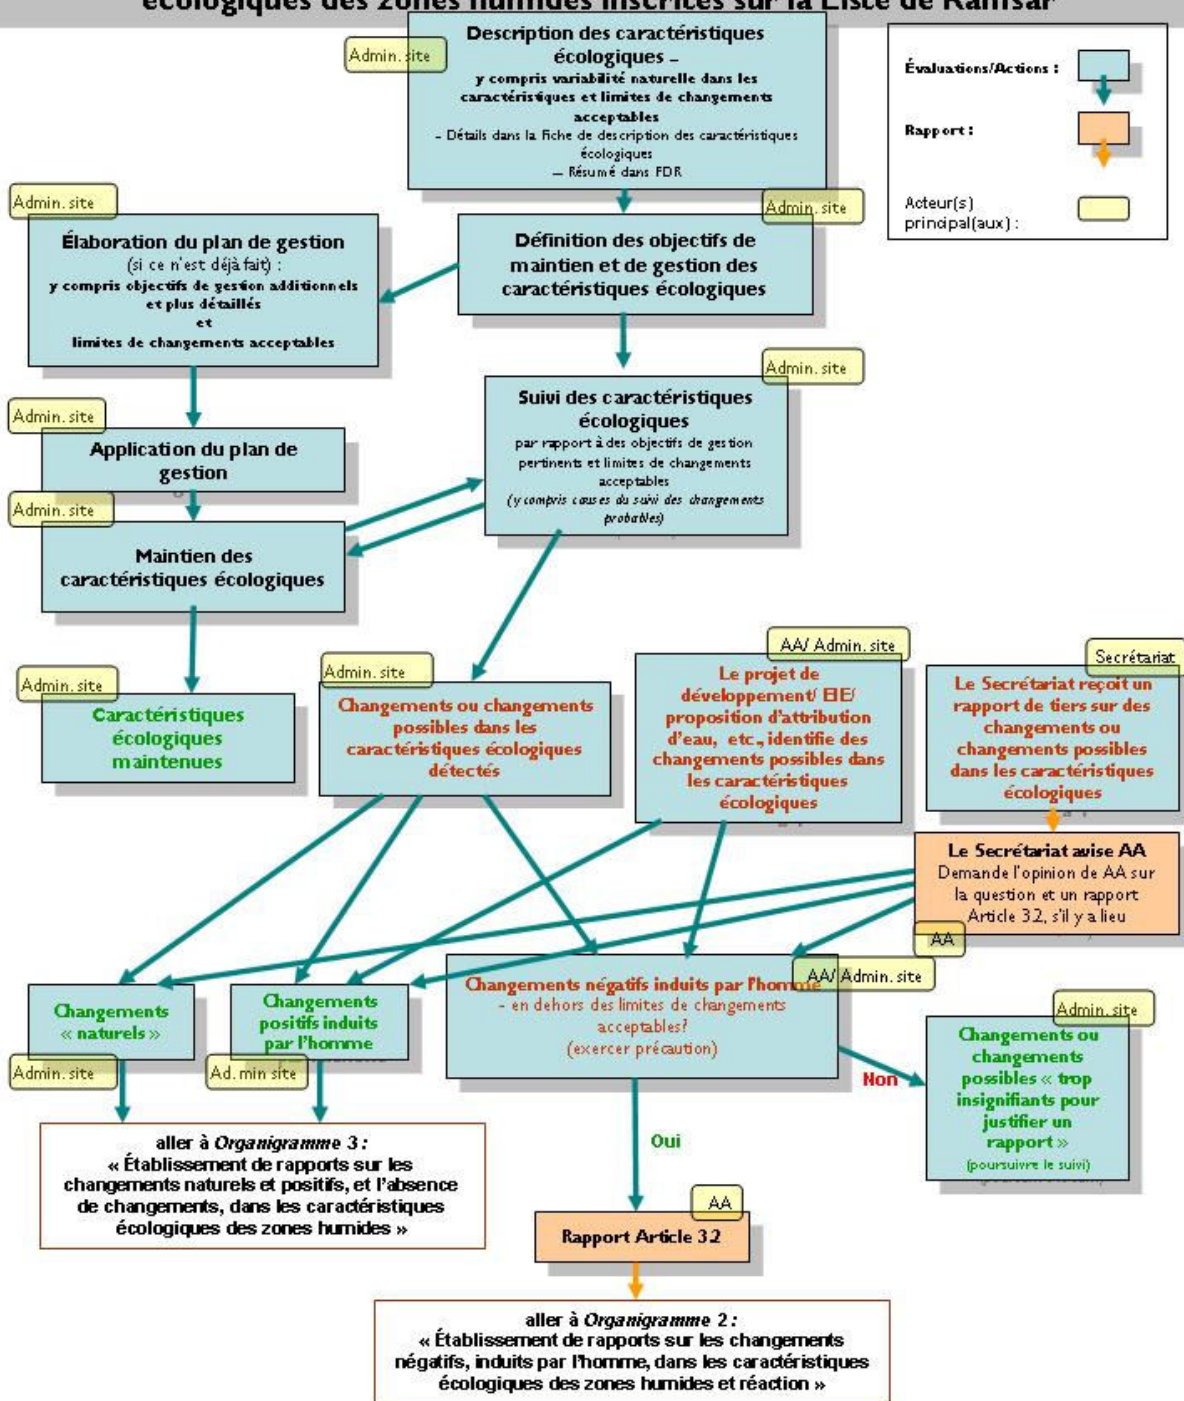 écologiques des zones humides inscrites sur la Liste de Ramsar
Admin. site
Description des caractéristiques
écologiques –
y compris variabilité naturelle dans les
caractéristiques et limites de changements
acceptables
- Détails dans la fiche de description des caractéristiques
écologiques
— Résumé dans FDR
Évaluations/Actions :
Rapport :
Acteur(s)
principal(aux) :
Admin. site
Élaboration du plan de gestion
(si ce n'est déjà fait) :
y compris objectifs de gestion additionnels
et plus détaillés
et
limites de changements acceptables
Admin. site
Définition des objectifs de
maintien et de gestion des
caractéristiques écologiques
Admin. site
Suivi des caractéristiques
écologiques
par rapport à des objectifs de gestion
pertinents et limites de changements
acceptables
(y compris causes du suivi des changements
probables)
Admin. site
Application du plan de
gestion
Admin. site
Maintien des
caractéristiques écologiques
Admin. site
Caractéristiques
écologiques
maintenues
Admin. site
Changements ou changements
possibles dans les
caractéristiques écologiques
détectés
AA/ Admin. site
Le projet de
développement/ EIE/
proposition d'attribution
d'eau, etc., identifie des
changements possibles dans
les caractéristiques
écologiques
Secrétariat
Le Secrétariat reçoit un
rapport de tiers sur des
changements ou
changements possibles
dans les caractéristiques
écologiques
Le Secrétariat avise AA
Demande l'opinion de AA sur
la question et un rapport
Article 3.2, s'il y a lieu
AA
Changements
« naturels »
Admin. site
Changements
positifs induits
par l'homme
Ad. min site
AA/ Admin. site
Changements négatifs induits par l'homme
- en dehors des limites de changements
acceptables?
(exercer précaution)
Non
Admin. site
Changements ou
changements
possibles « trop
insignifiants pour
justifier un
rapport »
(poursuivre le suivi)
Oui
aller à Organigramme 3 :
« Établissement de rapports sur les
changements naturels et positifs, et l'absence
de changements, dans les caractéristiques
écologiques des zones humides »
AA
Rapport Article 3.2
aller à Organigramme 2 :
« Établissement de rapports sur les changements
négatifs, induits par l'homme, dans les caractéristiques
écologiques des zones humides et réaction »